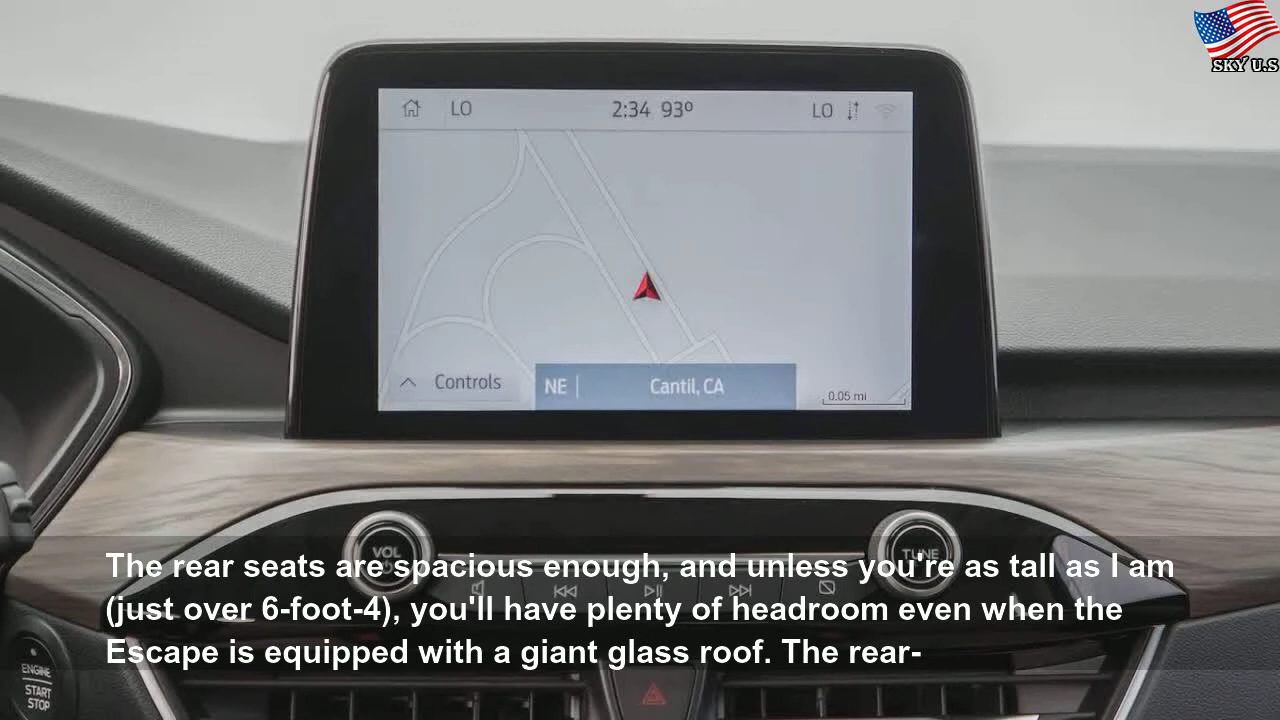 SKY U.S
LO 2:34 93º LO
Controls NE Cantil, CA 0.05 mi
VOL TUNE
The rear seats are spacious enough, and unless you're as tall as I am
(just over 6-foot-4), you'll have plenty of headroom even when the
Escape is equipped with a giant glass roof. The rear-
ENGINE
START
STOP